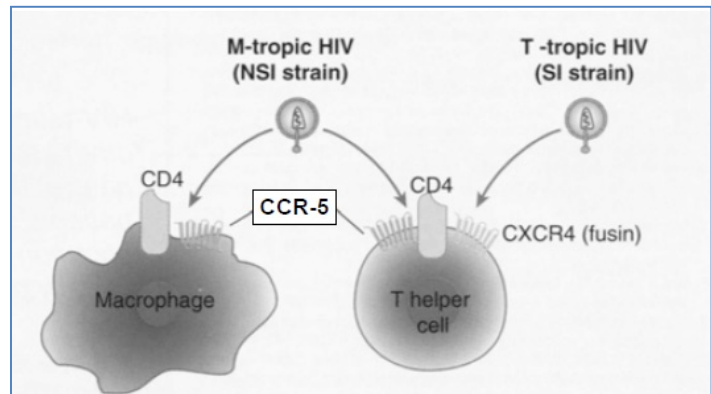 M-tropic HIV
(NSI strain)
T -tropic HIV
(SI strain)
CD4
CCR-5
CD4
CXCR4 (fusin)
Macrophage
T helper
cell